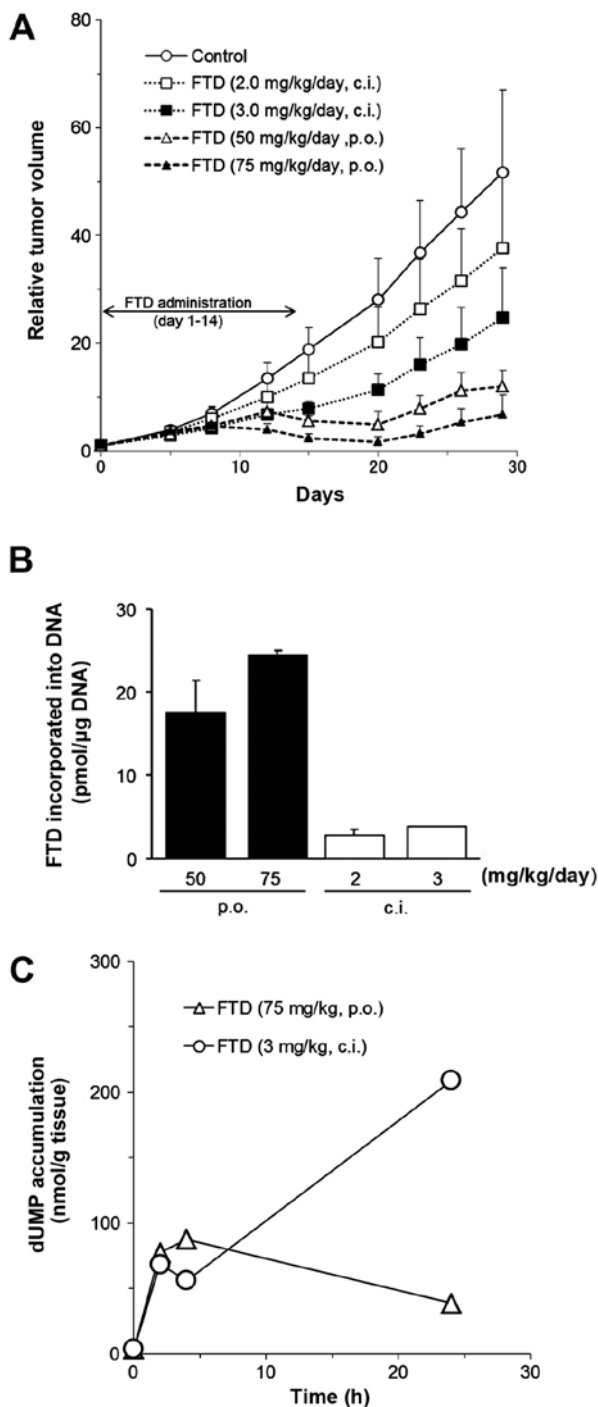 A
80
60
40
20
0
Relative tumor volume
Control
FTD (2.0 mg/kg/day, c.i.)
FTD (3.0 mg/kg/day, c.i.)
FTD (50 mg/kg/day ,p.o.)
FTD (75 mg/kg/day, p.o.)
FTD administration
(day 1-14)
0 10 20 30
Days
B
30
20
10
0
FTD incorporated into DNA
(pmol/µg DNA)
50 75 2 3 (mg/kg/day)
p.o. c.i.
C
300
200
100
0
dUMP accumulation
(nmol/g tissue)
FTD (75 mg/kg, p.o.)
FTD (3 mg/kg, c.i.)
0 10 20 30
Time (h)